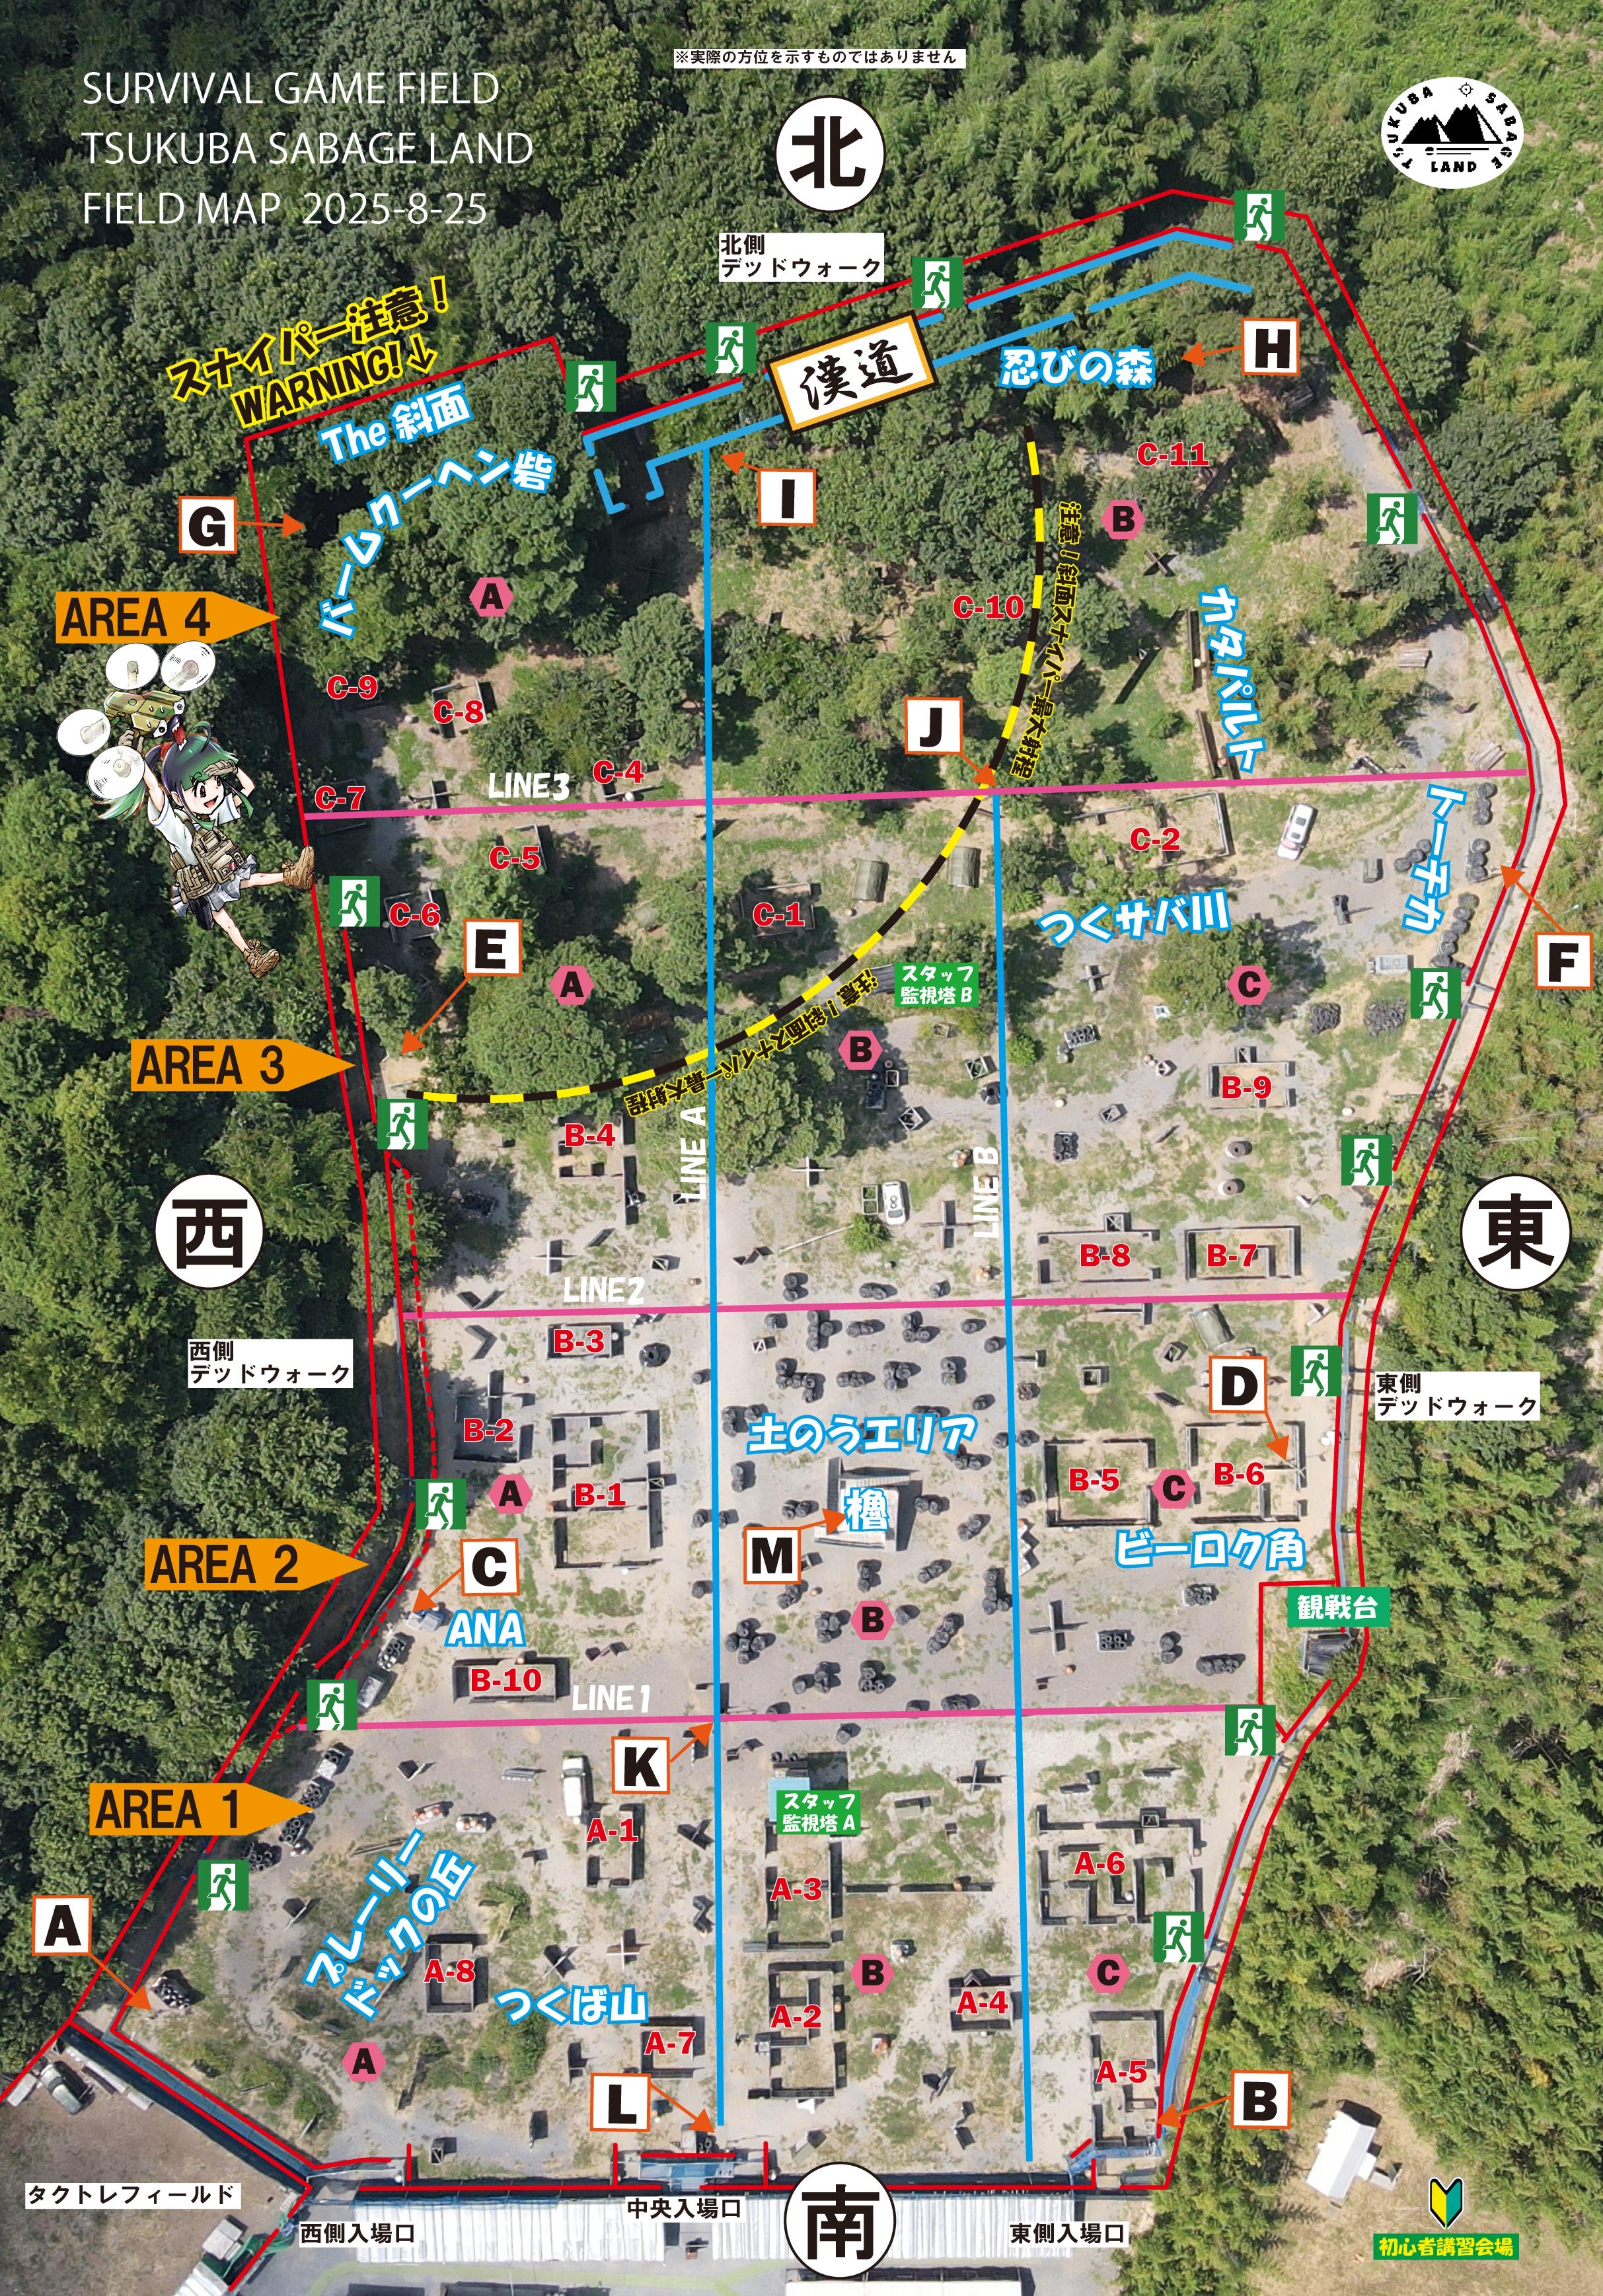 ※実際の方位を示すものではありません
SURVIVAL GAME FIELD
TSUKUBA SABAGE LAND
FIELD MAP 2025-8-25
北
TSUKUBA SABAGE
LAND
北側
デッドウォーク
スナイパー注意！
WARNING!↓
The 斜面
バームクーヘン砦
漢道
忍びの森
H
G
I
C-11
B
A
AREA 4
C-10
注意！斜面スナイパー最大射程
カタパルト
C-9
C-8
J
C-7
LINE3
C-4
C-5
C-2
トーチカ
C-6
C-1
つくサバ川
E
F
A
スタッフ
監視塔 B
C
AREA 3
B
注意！斜面スナイパー最大射程
B-9
B-4
LINE A
LINE B
西
東
B-8
B-7
LINE2
B-3
西側
デッドウォーク
D
東側
デッドウォーク
B-2
土のうエリア
B-1
A
B-5
C
B-6
櫓
M
ビーロク角
AREA 2
C
ANA
B
観戦台
B-10
LINE1
K
AREA 1
スタッフ
監視塔 A
A-1
A-6
A-3
プレーリー
ドックの丘
A
A-8
B
C
つくば山
A-2
A-4
A-7
A
A-5
L
B
タクトレフィールド
中央入場口
西側入場口
南
東側入場口
初心者講習会場